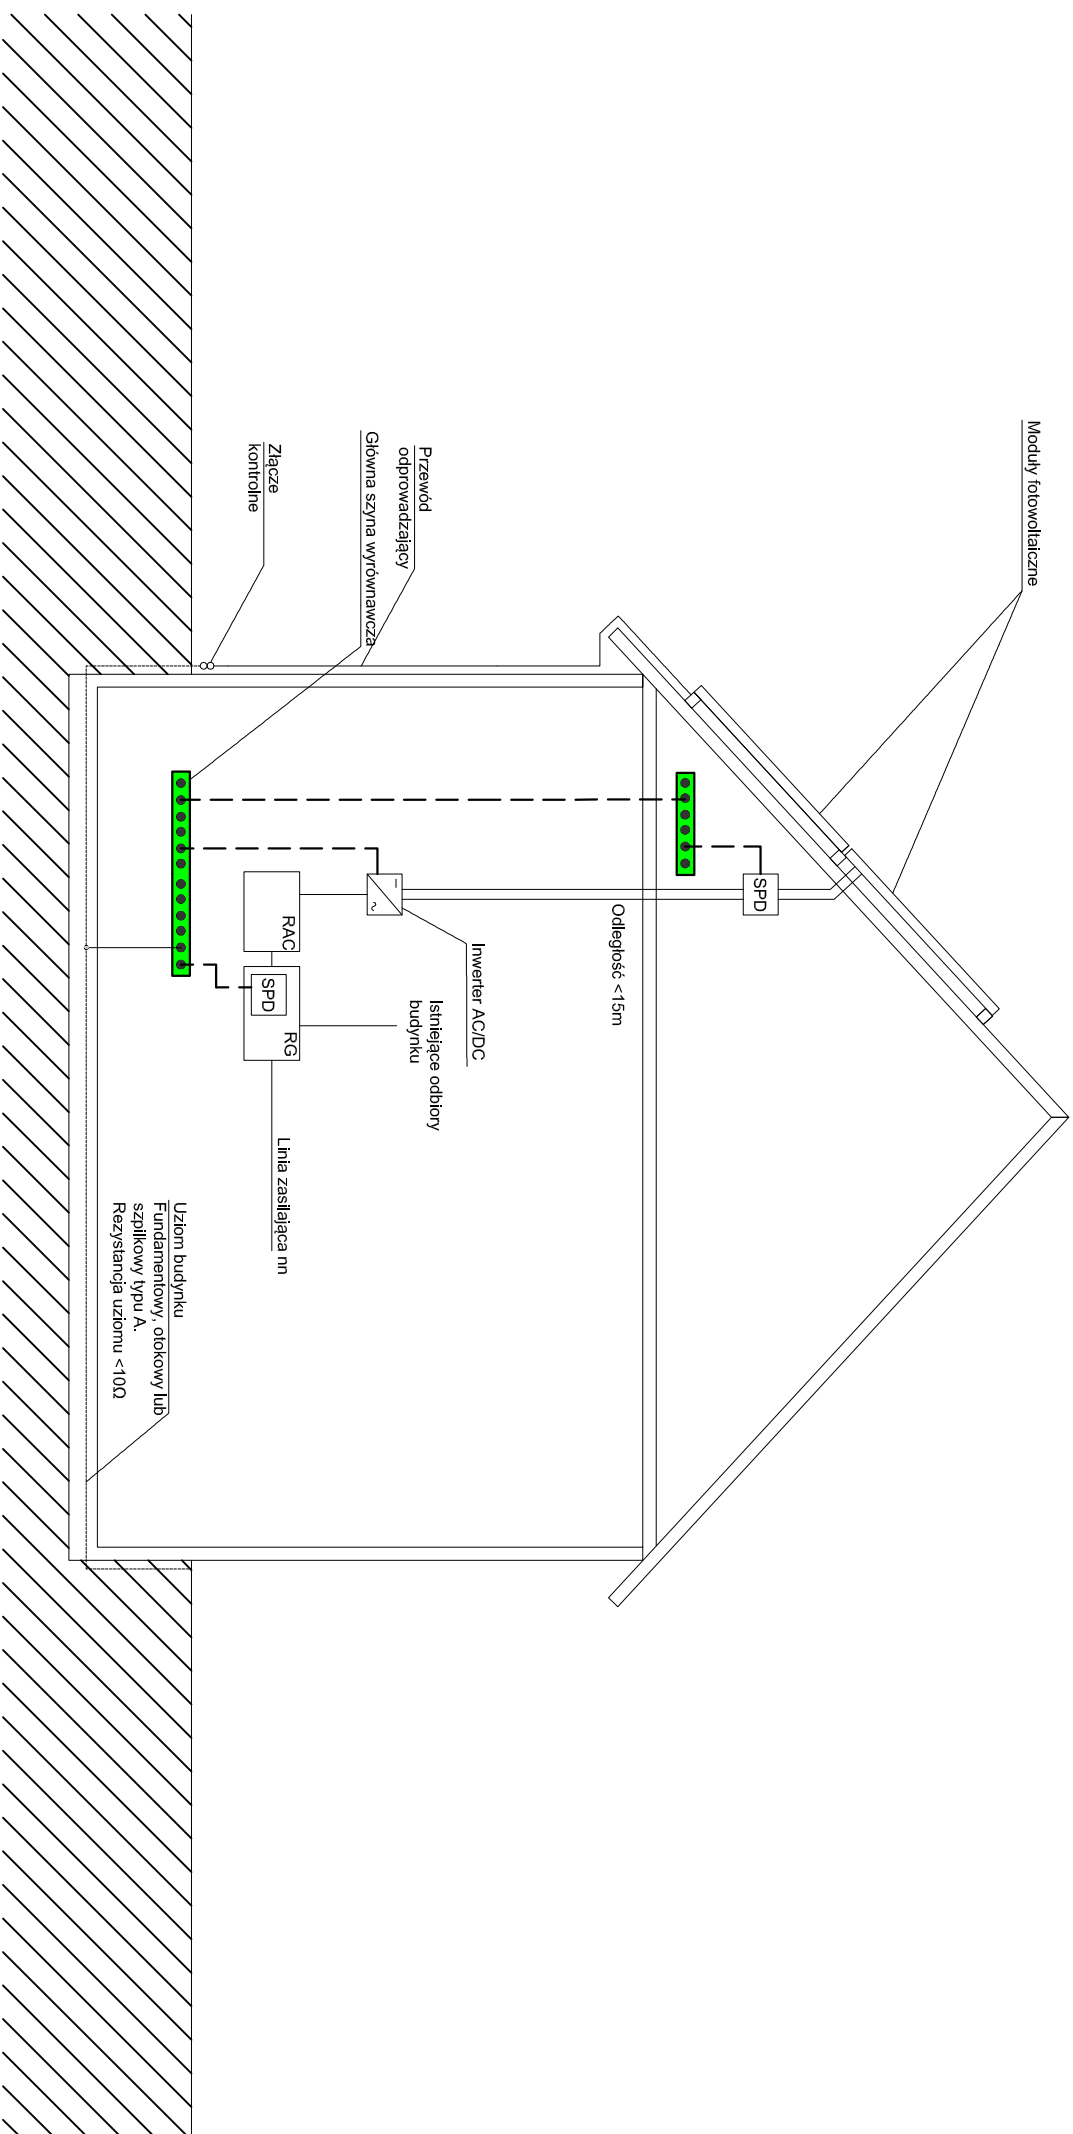 Moduły fotowoltaiczne
Przewód
odprowadzający
Główna szyna wyrównawcza
Złącze
kontrolne
SPD
Odległość <15m
Inwerter AC/DC
–
~
Istniejące odbiory
budynku
RAC
SPD
RG
Linia zasilająca nn
Uziom budynku
Fundamentowy, otokowy lub
szpilkowy typu A.
Rezystancja uziomu <10Ω